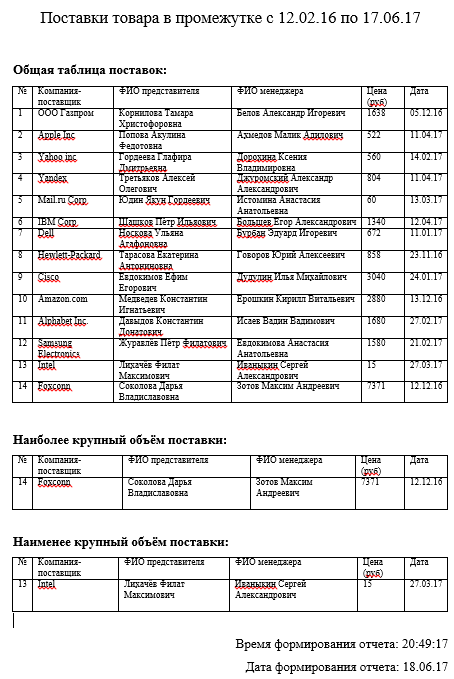 Поставки товара в промежутке с 12.02.16 по 17.06.17
Общая таблица поставок:
№ Компания- ФИО представителя ФИО менеджера Цена Дата
поставщик (руб)
1 ООО Газпром Корнилова Тамара Белов Александр Игоревич 1638 05.12.16
Христофоровна
2 Apple Inc Попова Акулина Ахмедов Малик Адилович 522 11.04.17
Федотовна
3 Yahoo inc Гордеева Глафира Дорохина Ксения 560 14.02.17
Дмитрьевна Владимировна
4 Yandex Третьяков Алексей Джуромский Александр 804 11.04.17
Олегович Александрович
5 Mail.ru Corp. Юдин Якун Гордеевич Истомина Анастасия 60 13.03.17
Анатольевна
6 IBM Corp. Шашков Пётр Ильович Большев Егор Александрович 1340 12.04.17
7 Dell Носкова Ульяна Бурбан Эдуард Игоревич 672 11.01.17
Агафоновна
8 Hewlett-Packard Тарасова Екатерина Говоров Юрий Алексеевич 858 23.11.16
Антониновна
9 Cisco Евдокимов Ефим Дудулин Илья Михайлович 3040 24.01.17
Егорович
10 Amazon.com Медведев Константин Ерошкин Кирилл Витальевич 2880 13.12.16
Игнатьевич
11 Alphabet Inc. Давыдов Константин Исаев Вадин Вадимович 1680 27.02.17
Донатович
12 Samsung Журавлёв Пётр Филатович Евдокимова Анастасия 1580 21.02.17
Electronics Анатольевна
13 Intel Лихачёв Филат Иваныкин Сергей 15 27.03.17
Максимович Александрович
14 Foxconn Соколова Дарья Зотов Максим Андреевич 7371 12.12.16
Владиславовна
Наиболее крупный объём поставки:
№ Компания- ФИО представителя ФИО менеджера Цена Дата
поставщик (руб)
14 Foxconn Соколова Дарья Зотов Максим 7371 12.12.16
Владиславовна Андреевич
Наименее крупный объём поставки:
№ Компания- ФИО представителя ФИО менеджера Цена Дата
поставщик (руб)
13 Intel Лихачёв Филат Иваныкин Сергей 15 27.03.17
Максимович Александрович
Время формирования отчета: 20:49:17
Дата формирования отчета: 18.06.17